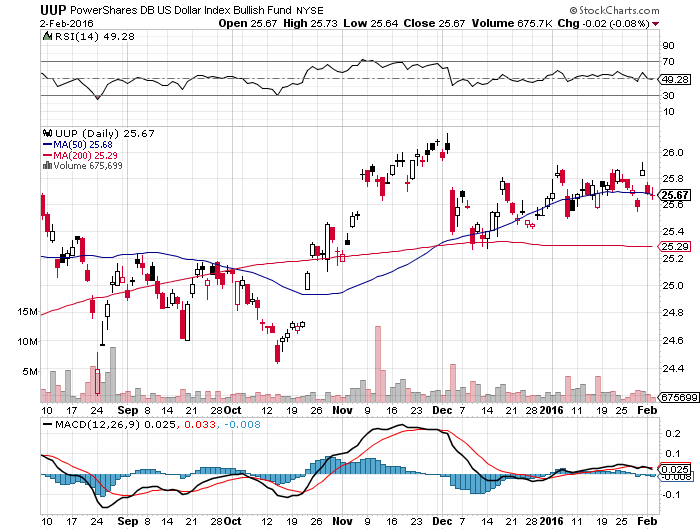 UUP PowerShares DB US Dollar Index Bullish Fund NYSE © StockCharts.com
2-Feb-2016 Open 25.67 High 25.73 Low 25.64 Close 25.67 Volume 675.7K Chg -0.02 (-0.08%)
RSI(14) 49.28
90
70
49.28
30
10
UUP (Daily) 25.67
MA(50) 25.68
MA(200) 25.29
Volume 675,699
26.0
25.8
25.67
25.6
25.4
25.29
25.2
25.0
24.8
24.6
24.4
15M
10M
5M
675699
10 17 24 Sep 8 14 21 28 Oct 12 19 26 Nov 9 16 23 Dec 7 14 21 28 2016 11 19 25 Feb
MACD(12,26,9) 0.025, 0.033, -0.008
0.2
0.1
0.025
-0.008
-0.1
10 17 24 Sep 8 14 21 28 Oct 12 19 26 Nov 9 16 23 Dec 7 14 21 28 2016 11 19 25 Feb